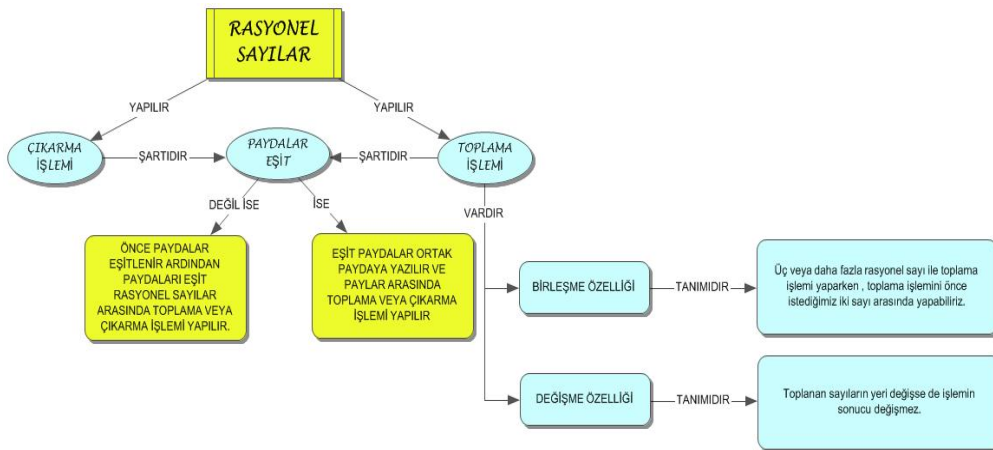 RASYONEL
SAYILAR
YAPILIR
YAPILIR
ÇIKARMA
İŞLEMİ
ŞARTIDIR
PAYDALAR
EŞİT
ŞARTIDIR
TOPLAMA
İŞLEMİ
DEĞİL İSE
İSE
VARDIR
ÖNCE PAYDALAR
EŞİTLENİR ARDINDAN
PAYDALARI EŞİT
RASYONEL SAYILAR
ARASINDA TOPLAMA VEYA
ÇIKARMA İŞLEMİ YAPILIR.
EŞİT PAYDALAR ORTAK
PAYDAYA YAZILIR VE
PAYLAR ARASINDA
TOPLAMA VEYA ÇIKARMA
İŞLEMİ YAPILIR
BİRLEŞME ÖZELLİĞİ
TANIMIDIR
Üç veya daha fazla rasyonel sayı ile toplama
işlemi yaparken , toplama işlemini önce
istediğimiz iki sayı arasında yapabiliriz.
DEĞİŞME ÖZELLİĞİ
TANIMIDIR
Toplanan sayıların yeri değişse de işlemin
sonucu değişmez.